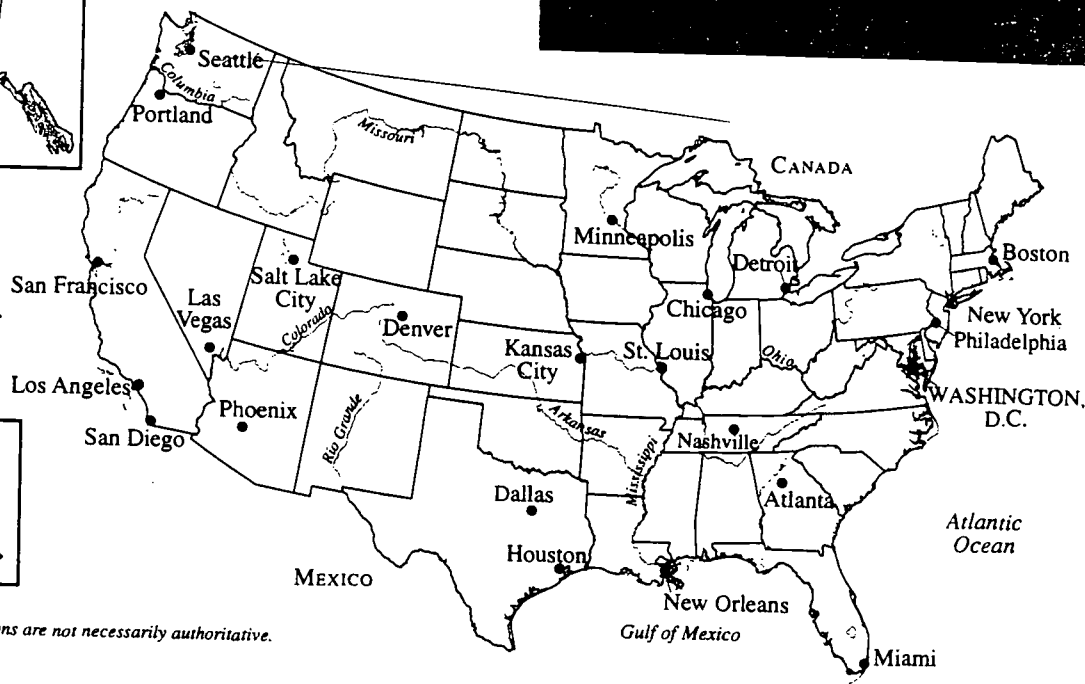 Seattle
Columbia
Portland
Missouri
CANADA
Minneapolis
Detroit
Boston
San Francisco
Salt Lake
City
Las
Vegas
Colorado
Denver
Chicago
New York
Philadelphia
Kansas
City
St. Louis
Ohio
Los Angeles
Phoenix
WASHINGTON,
D.C.
San Diego
Rio Grande
Arkansas
Mississippi
Nashville
Dallas
Atlanta
Atlantic
Ocean
Houston
MEXICO
New Orleans
Gulf of Mexico
Miami
are not necessarily authoritative.